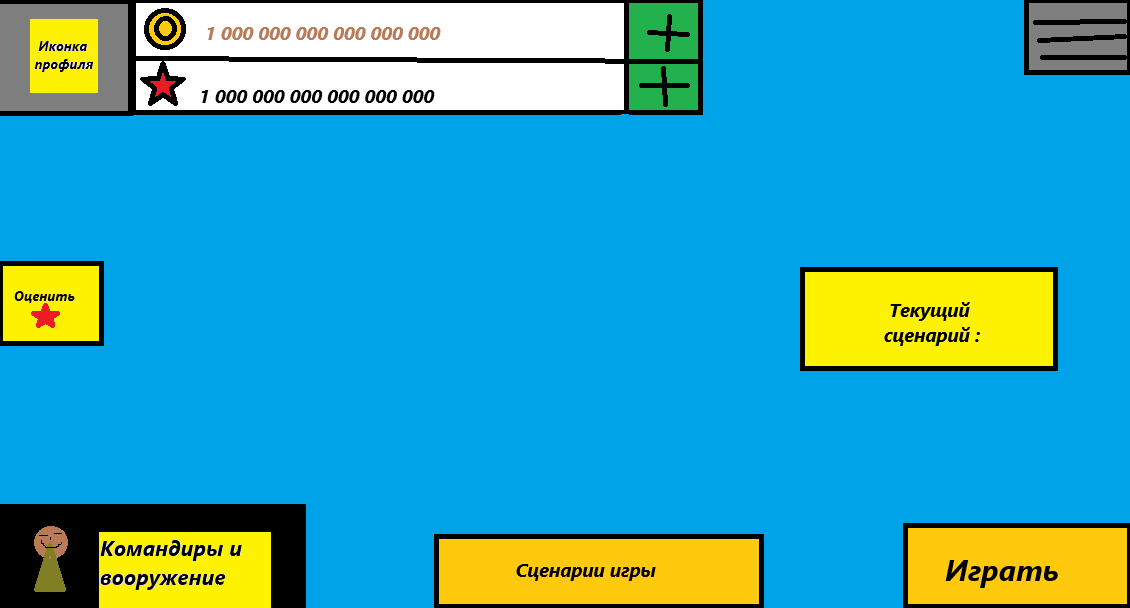 Иконка
профиля
1 000 000 000 000 000 000
1 000 000 000 000 000 000
Оценить
Текущий
сценарий :
Командиры и
вооружение
Сценарии игры
Играть